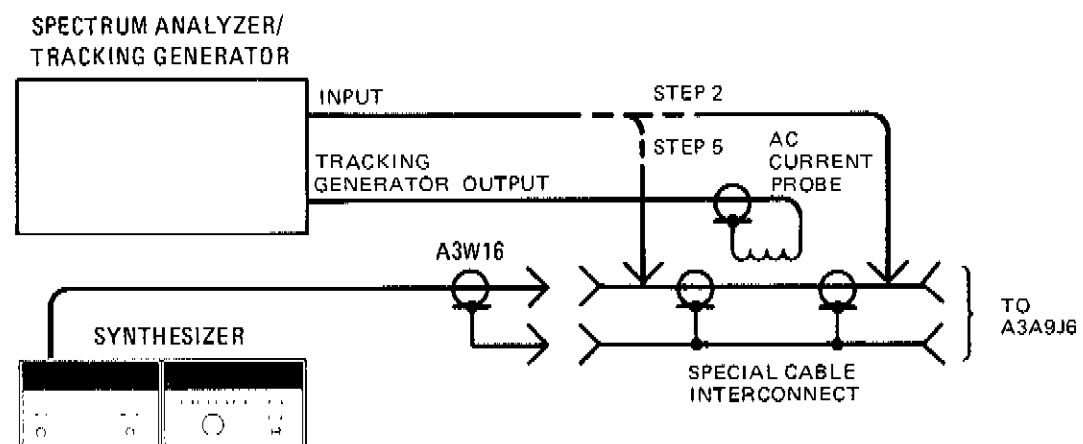 SPECTRUM ANALYZER/
TRACKING GENERATOR
INPUT
STEP 2
STEP 5
TRACKING
GENERATOR OUTPUT
AC
CURRENT
PROBE
A3W16
TO
A3A9J6
SYNTHESIZER
SPECIAL CABLE
INTERCONNECT